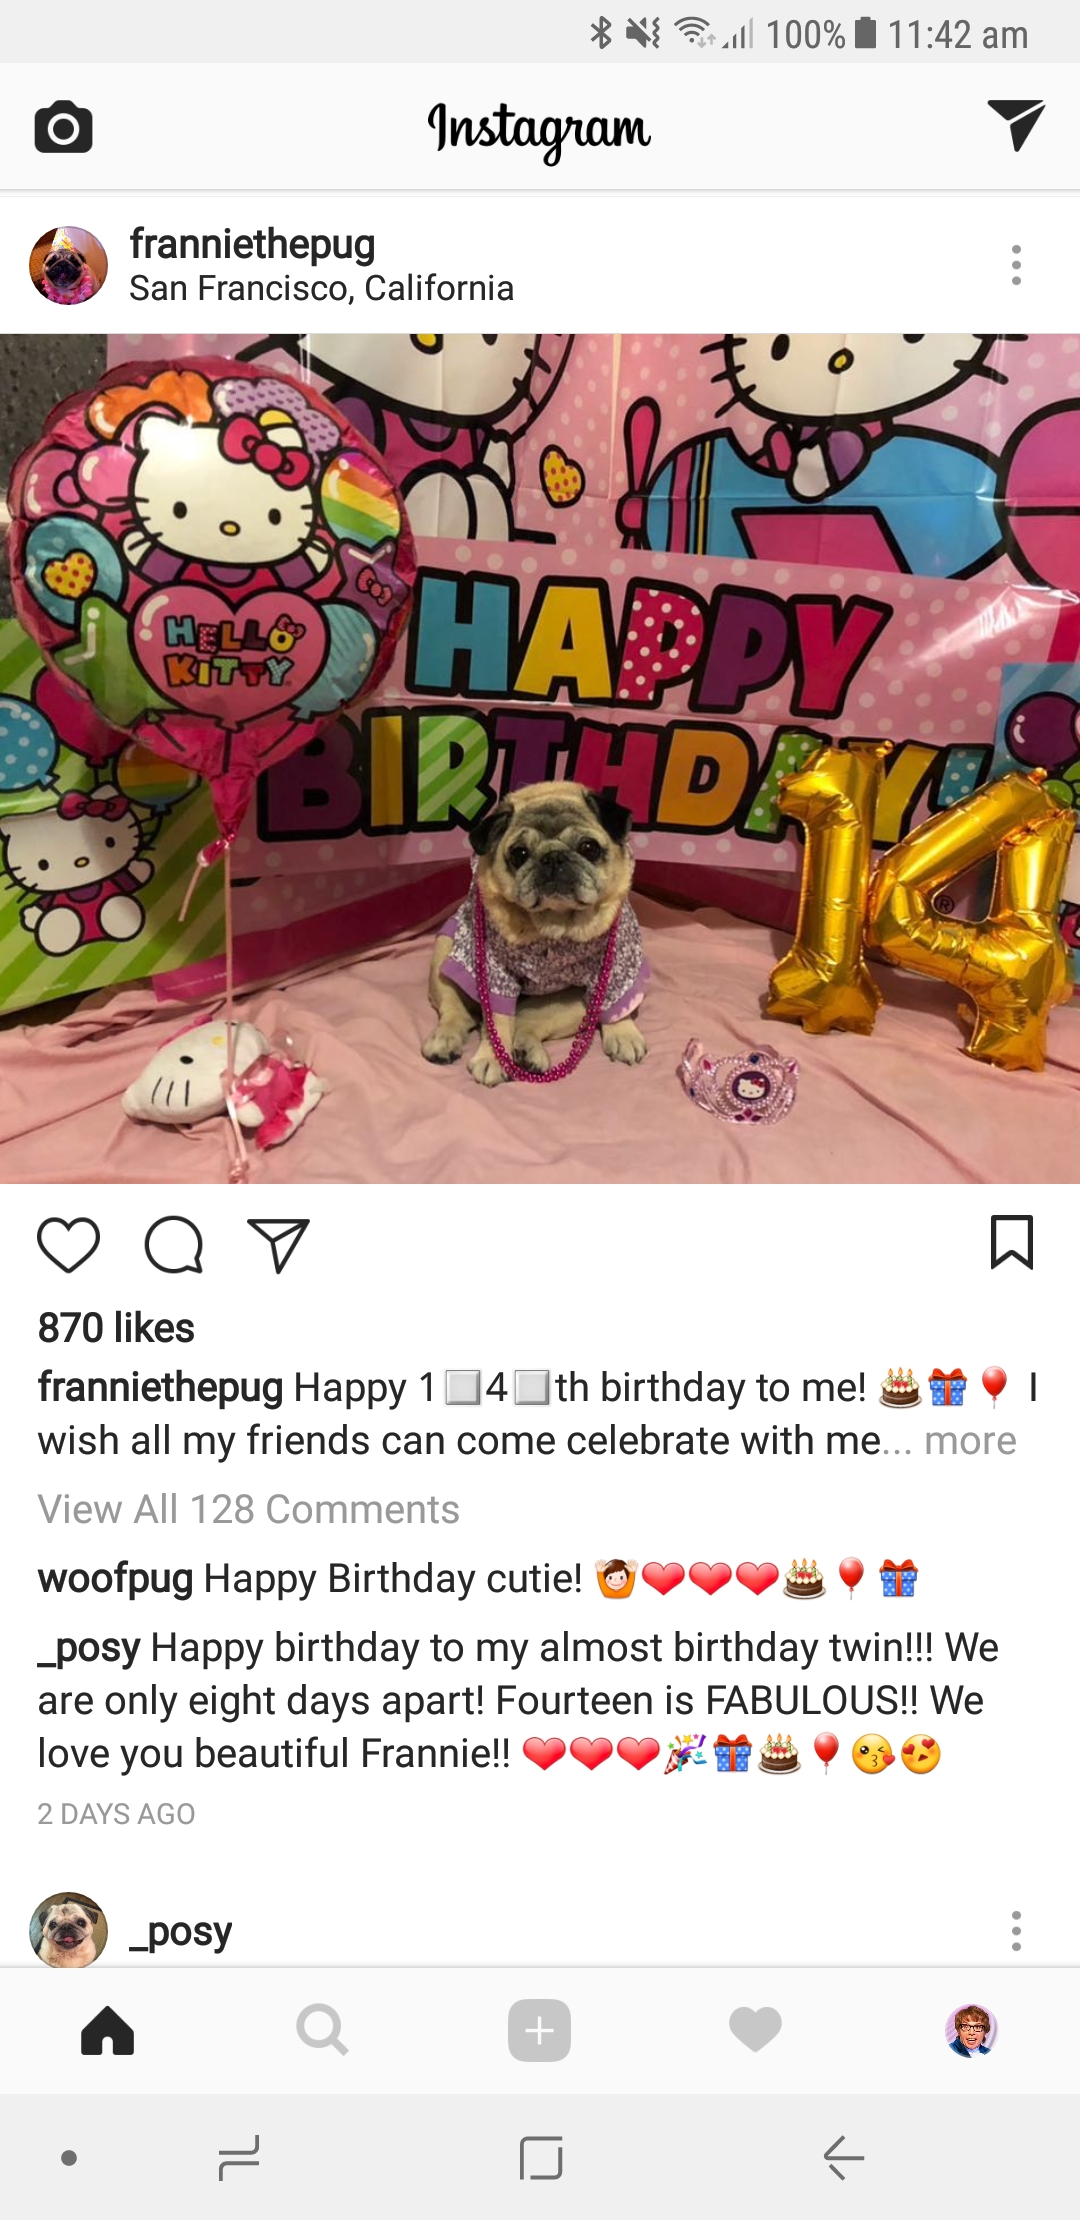 100% 11:42 am
Instagram
franniethepug
San Francisco, California
HELLO
KITTY
HAPPY
BIRTHDAY!
14
870 likes
franniethepug Happy 1⬜4⬜th birthday to me! 🎂🎁🎈 I
wish all my friends can come celebrate with me... more
View All 128 Comments
woofpug Happy Birthday cutie! 🙌❤❤❤🎂🎈🎁
_posy Happy birthday to my almost birthday twin!!! We
are only eight days apart! Fourteen is FABULOUS!! We
love you beautiful Frannie!! ❤❤❤🎉🎁🎂🎈😘😍
2 DAYS AGO
_posy